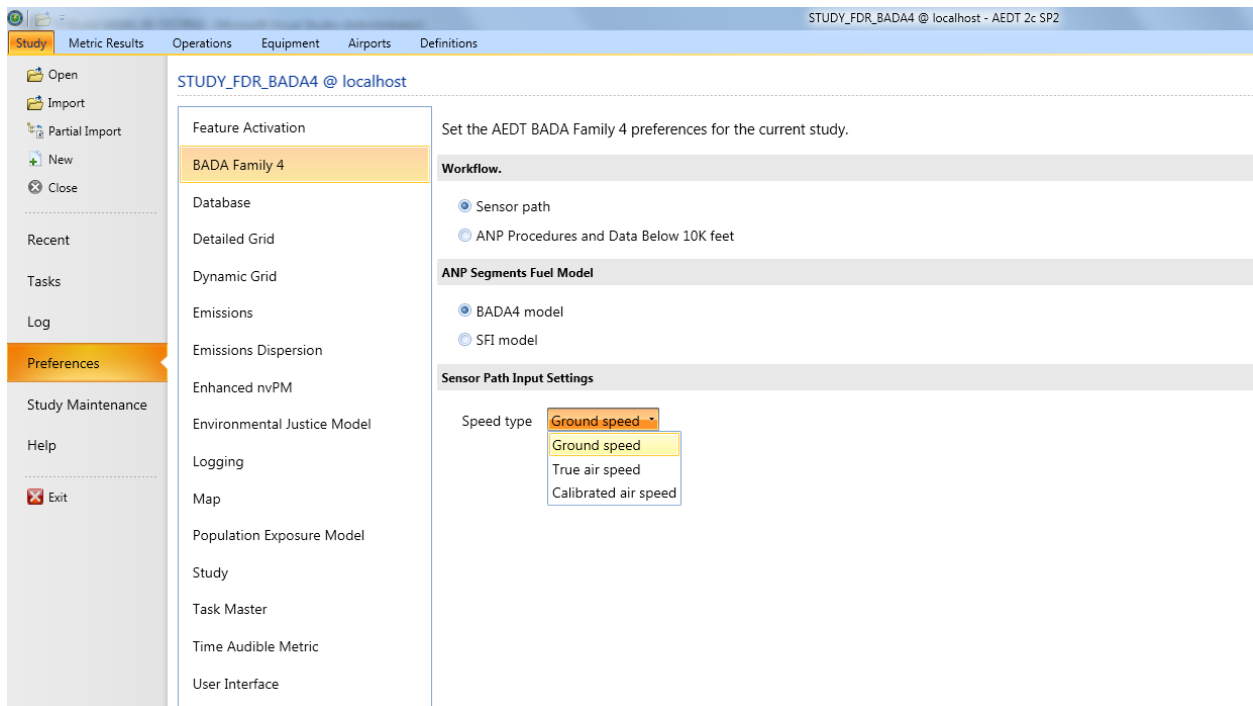 STUDY_FDR_BADA4 @ localhost - AEDT 2c SP2
Study Metric Results Operations Equipment Airports Definitions
Open
Import
Partial Import
New
Close
Recent
Tasks
Log
Preferences
Study Maintenance
Help
Exit
STUDY_FDR_BADA4 @ localhost
Feature Activation
BADA Family 4
Database
Detailed Grid
Dynamic Grid
Emissions
Emissions Dispersion
Enhanced nvPM
Environmental Justice Model
Logging
Map
Population Exposure Model
Study
Task Master
Time Audible Metric
User Interface
Set the AEDT BADA Family 4 preferences for the current study.
Workflow.
Sensor path
ANP Procedures and Data Below 10K feet
ANP Segments Fuel Model
BADA4 model
SFI model
Sensor Path Input Settings
Speed type Ground speed
Ground speed
True air speed
Calibrated air speed